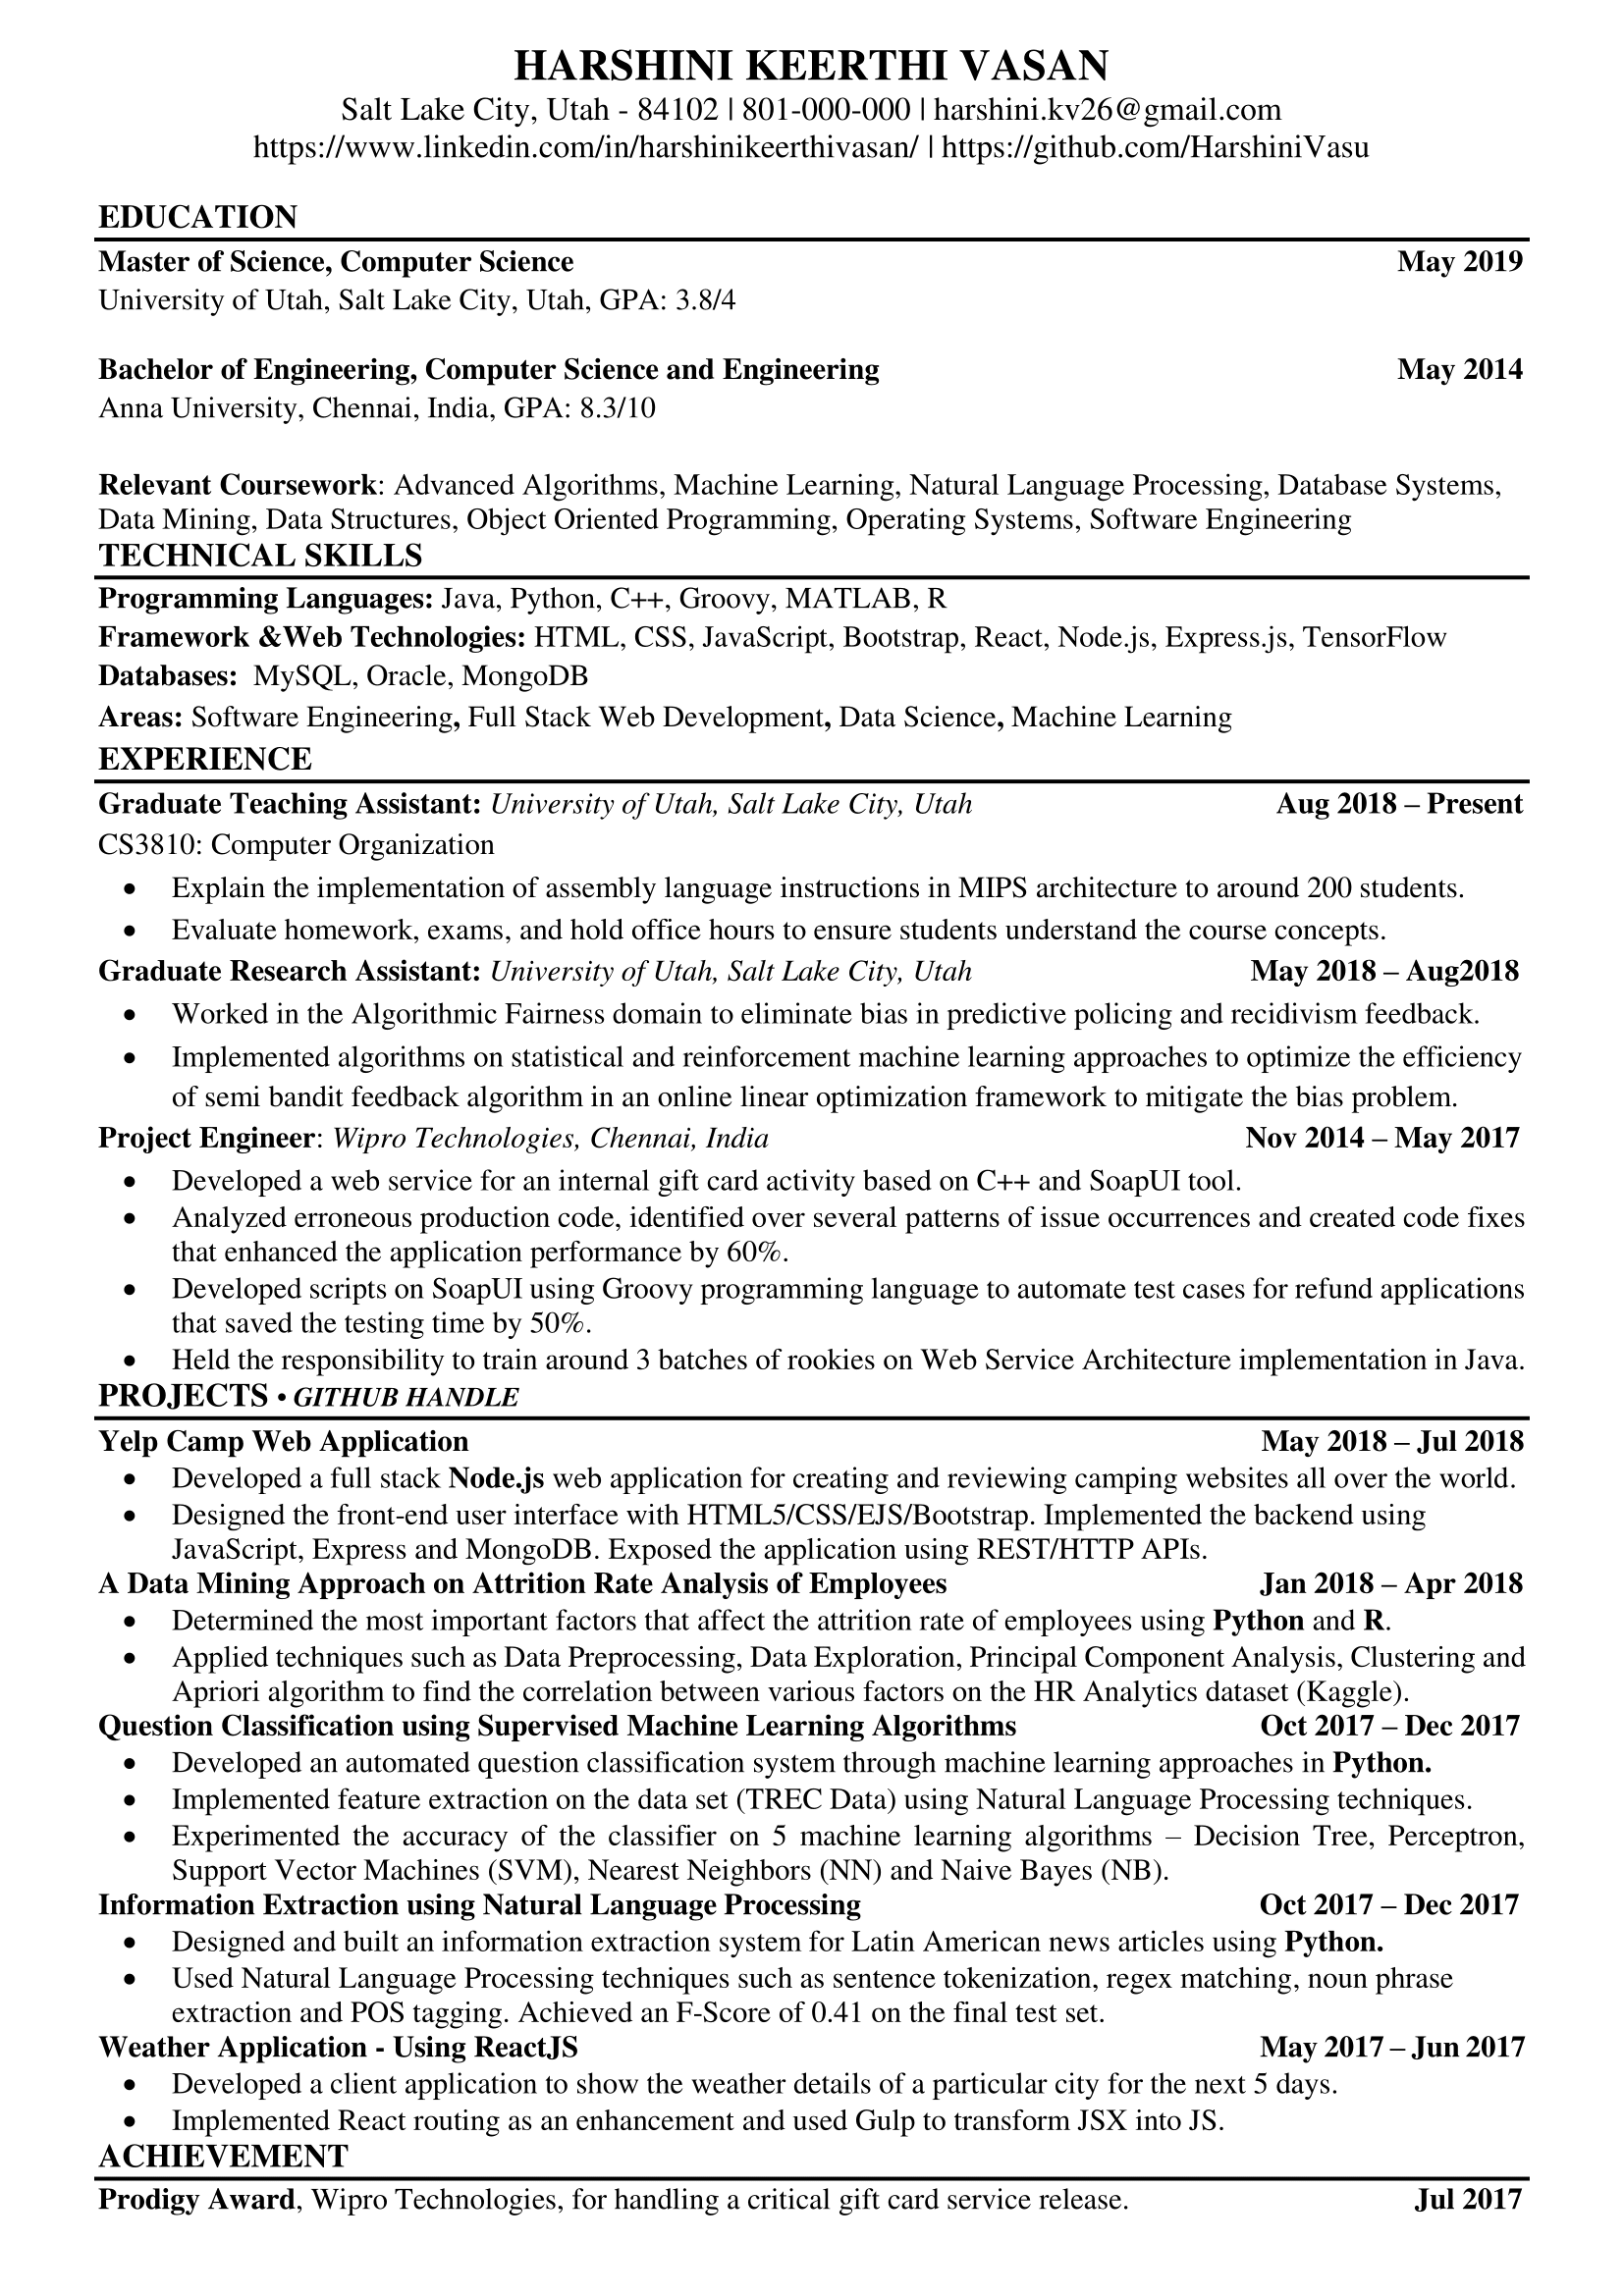 HARSHINI KEERTHI VASAN
Salt Lake City, Utah - 84102 | 801-000-000 | harshini.kv26@gmail.com
https://www.linkedin.com/in/harshinikeerthivasan/ | https://github.com/HarshiniVasu
EDUCATION
Master of Science, Computer Science May 2019
University of Utah, Salt Lake City, Utah, GPA: 3.8/4
Bachelor of Engineering, Computer Science and Engineering May 2014
Anna University, Chennai, India, GPA: 8.3/10
Relevant Coursework: Advanced Algorithms, Machine Learning, Natural Language Processing, Database Systems,
Data Mining, Data Structures, Object Oriented Programming, Operating Systems, Software Engineering
TECHNICAL SKILLS
Programming Languages: Java, Python, C++, Groovy, MATLAB, R
Framework &Web Technologies: HTML, CSS, JavaScript, Bootstrap, React, Node.js, Express.js, TensorFlow
Databases: MySQL, Oracle, MongoDB
Areas: Software Engineering, Full Stack Web Development, Data Science, Machine Learning
EXPERIENCE
Graduate Teaching Assistant: University of Utah, Salt Lake City, Utah Aug 2018 – Present
CS3810: Computer Organization
• Explain the implementation of assembly language instructions in MIPS architecture to around 200 students.
• Evaluate homework, exams, and hold office hours to ensure students understand the course concepts.
Graduate Research Assistant: University of Utah, Salt Lake City, Utah May 2018 – Aug2018
• Worked in the Algorithmic Fairness domain to eliminate bias in predictive policing and recidivism feedback.
• Implemented algorithms on statistical and reinforcement machine learning approaches to optimize the efficiency
of semi bandit feedback algorithm in an online linear optimization framework to mitigate the bias problem.
Project Engineer: Wipro Technologies, Chennai, India Nov 2014 – May 2017
• Developed a web service for an internal gift card activity based on C++ and SoapUI tool.
• Analyzed erroneous production code, identified over several patterns of issue occurrences and created code fixes
that enhanced the application performance by 60%.
• Developed scripts on SoapUI using Groovy programming language to automate test cases for refund applications
that saved the testing time by 50%.
• Held the responsibility to train around 3 batches of rookies on Web Service Architecture implementation in Java.
PROJECTS • GITHUB HANDLE
Yelp Camp Web Application May 2018 – Jul 2018
• Developed a full stack Node.js web application for creating and reviewing camping websites all over the world.
• Designed the front-end user interface with HTML5/CSS/EJS/Bootstrap. Implemented the backend using
JavaScript, Express and MongoDB. Exposed the application using REST/HTTP APIs.
A Data Mining Approach on Attrition Rate Analysis of Employees Jan 2018 – Apr 2018
• Determined the most important factors that affect the attrition rate of employees using Python and R.
• Applied techniques such as Data Preprocessing, Data Exploration, Principal Component Analysis, Clustering and
Apriori algorithm to find the correlation between various factors on the HR Analytics dataset (Kaggle).
Question Classification using Supervised Machine Learning Algorithms Oct 2017 – Dec 2017
• Developed an automated question classification system through machine learning approaches in Python.
• Implemented feature extraction on the data set (TREC Data) using Natural Language Processing techniques.
• Experimented the accuracy of the classifier on 5 machine learning algorithms – Decision Tree, Perceptron,
Support Vector Machines (SVM), Nearest Neighbors (NN) and Naive Bayes (NB).
Information Extraction using Natural Language Processing Oct 2017 – Dec 2017
• Designed and built an information extraction system for Latin American news articles using Python.
• Used Natural Language Processing techniques such as sentence tokenization, regex matching, noun phrase
extraction and POS tagging. Achieved an F-Score of 0.41 on the final test set.
Weather Application - Using ReactJS May 2017 – Jun 2017
• Developed a client application to show the weather details of a particular city for the next 5 days.
• Implemented React routing as an enhancement and used Gulp to transform JSX into JS.
ACHIEVEMENT
Prodigy Award, Wipro Technologies, for handling a critical gift card service release. Jul 2017